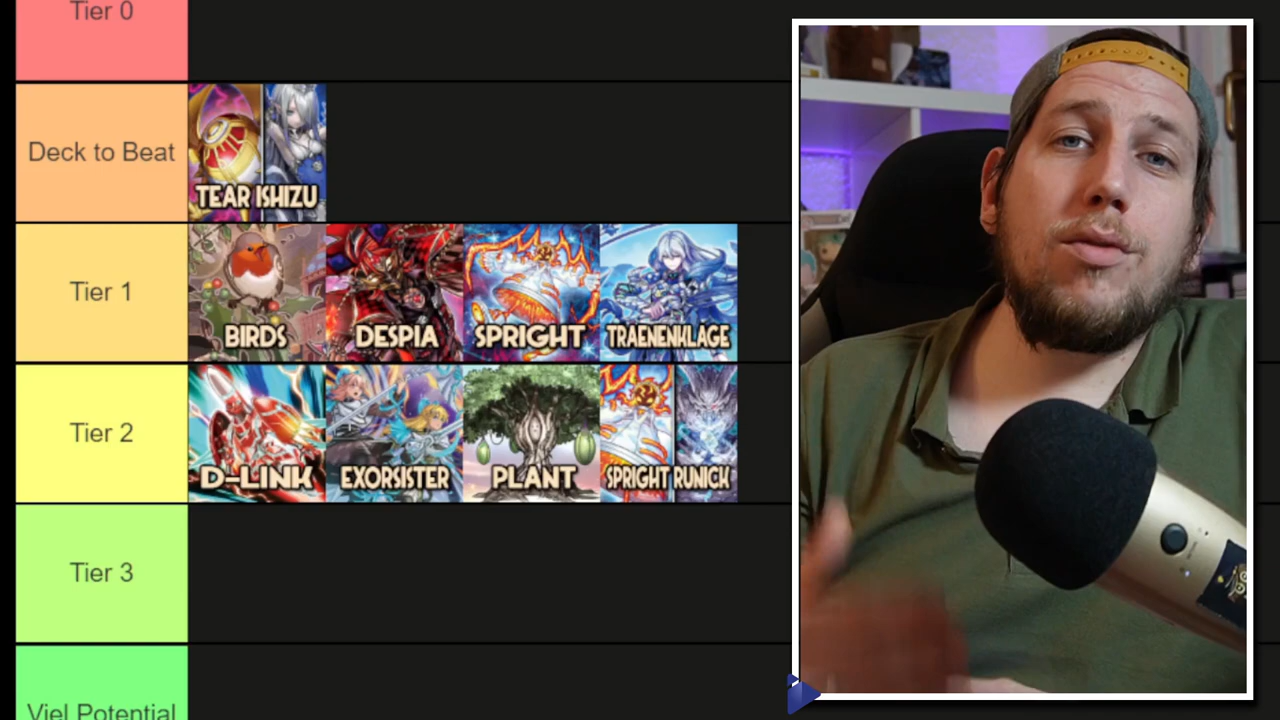 Tier 0
Deck to Beat
TEAR ISHIZU
Tier 1
BIRDS
DESPIA
SPRIGHT
TRAENENKLAGE
Tier 2
D-LINK
EXORSISTER
PLANT
SPRIGHT RUNICK
Tier 3
Viel Potential